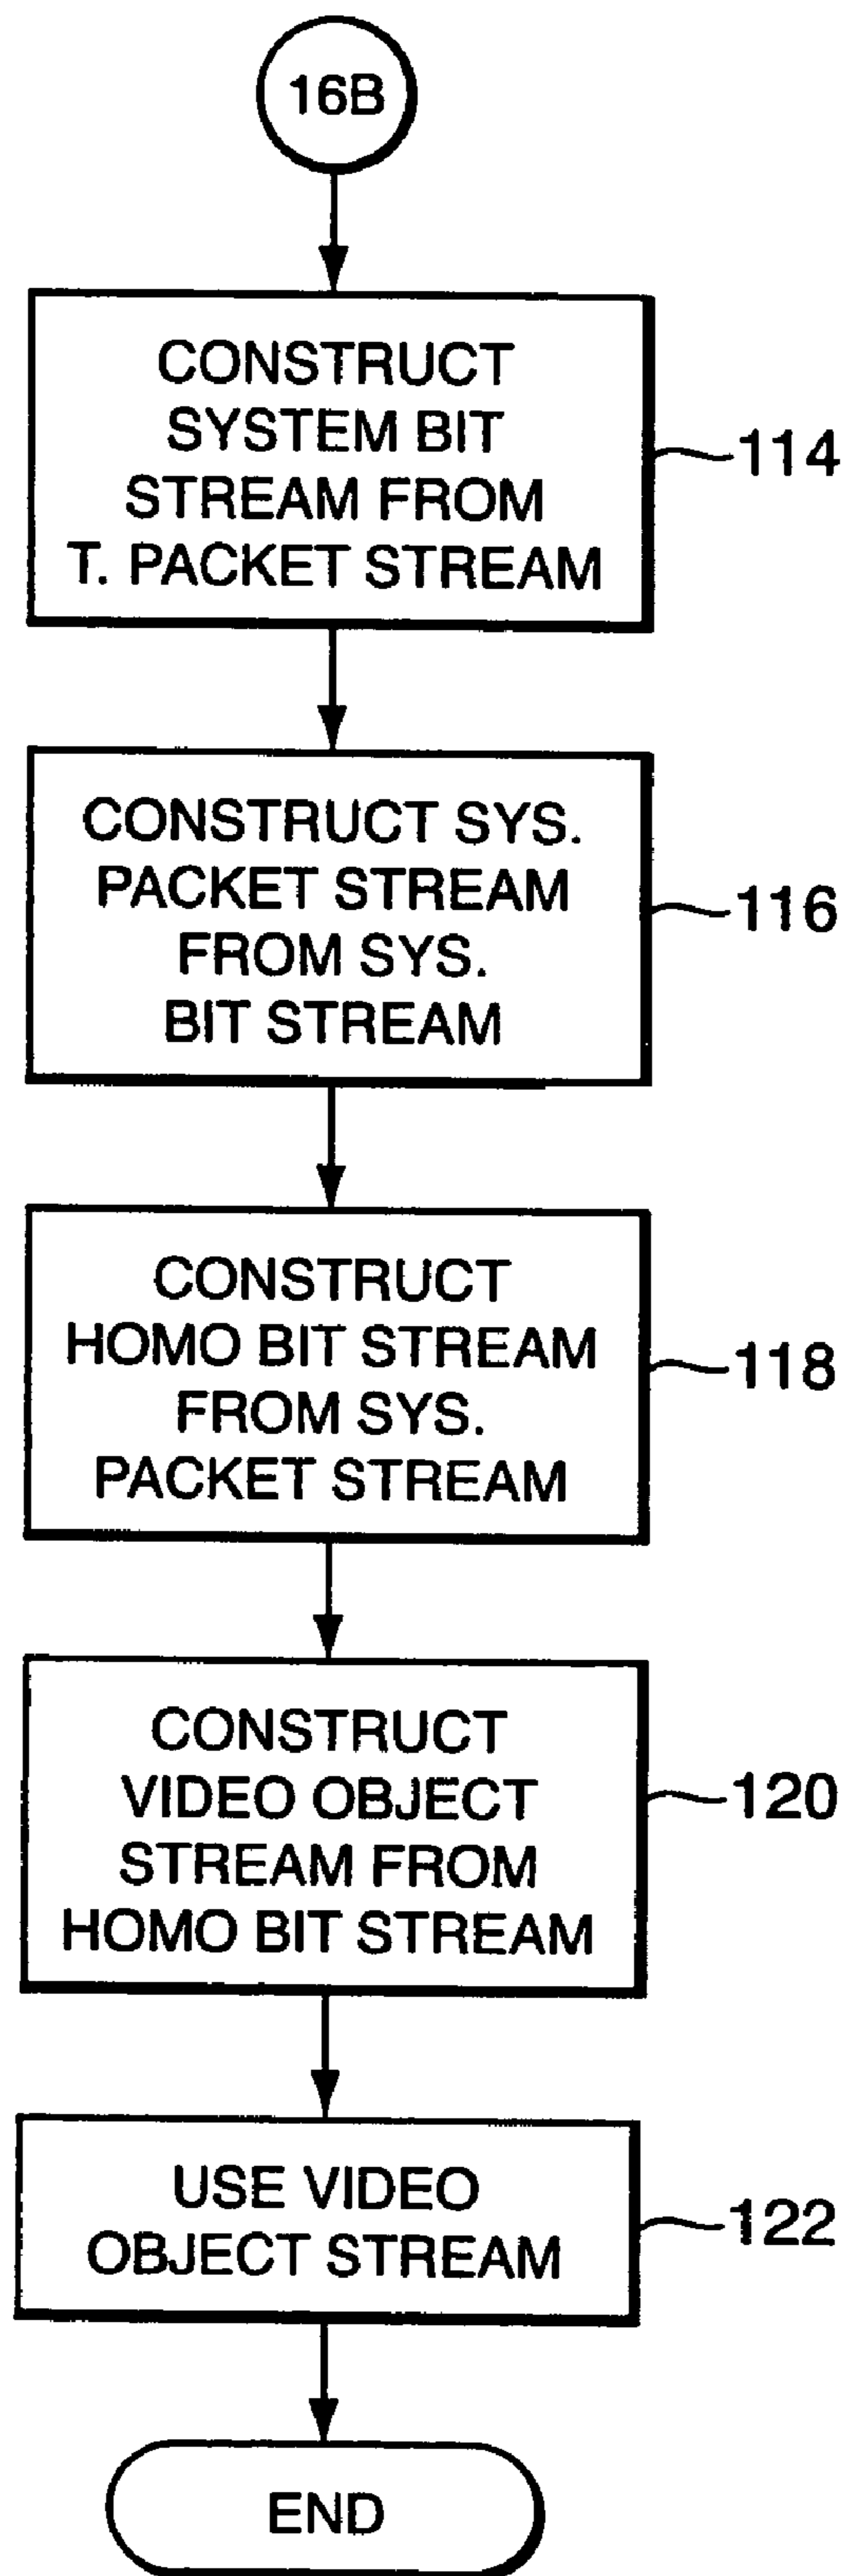 16B
CONSTRUCT
SYSTEM BIT
STREAM FROM
T. PACKET STREAM
114
CONSTRUCT SYS.
PACKET STREAM
FROM SYS.
BIT STREAM
116
CONSTRUCT
HOMO BIT STREAM
FROM SYS.
PACKET STREAM
118
CONSTRUCT
VIDEO OBJECT
STREAM FROM
HOMO BIT STREAM
120
USE VIDEO
OBJECT STREAM
122
END